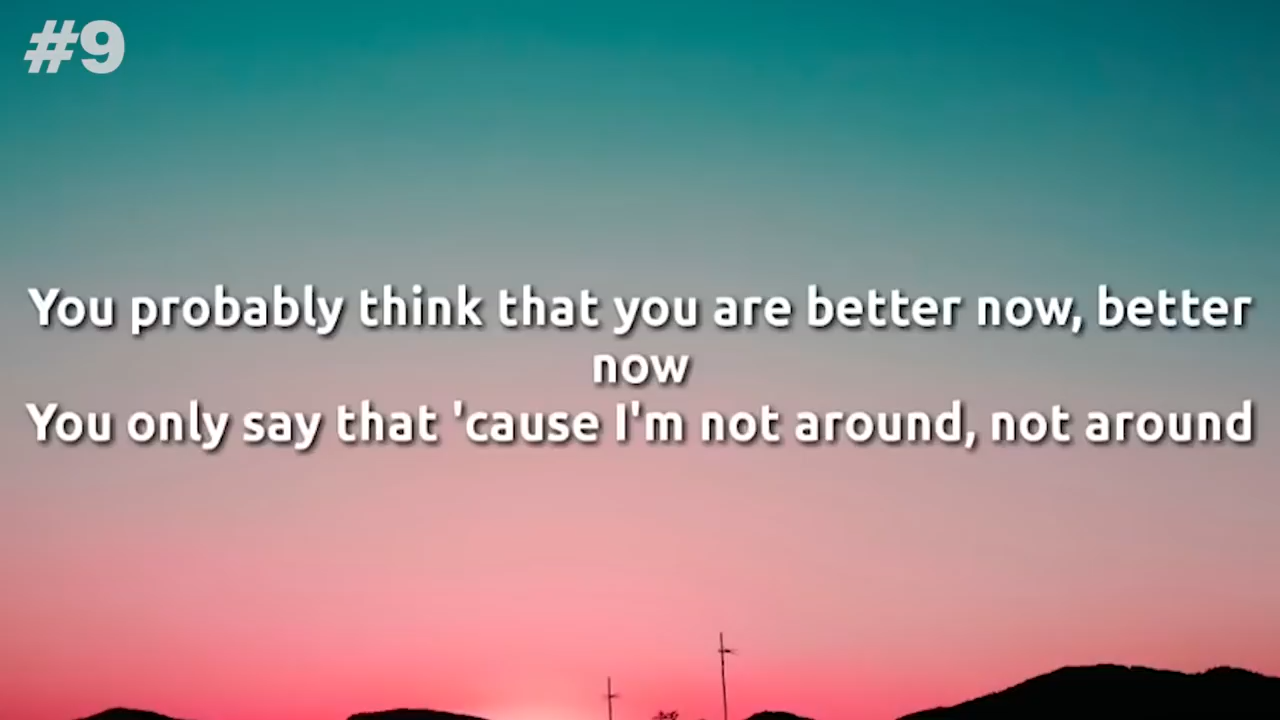 #9
You probably think that you are better now, better
now
You only say that 'cause I'm not around, not around